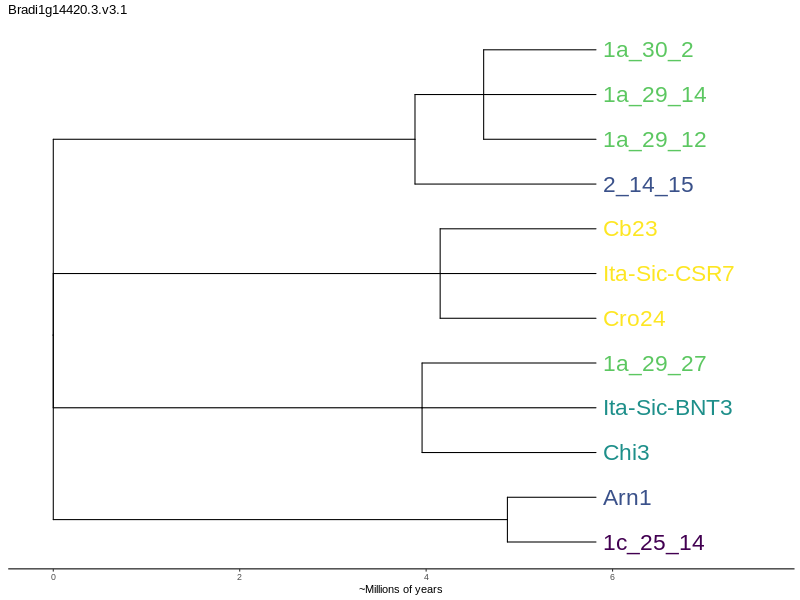 Bradi1g14420.3.v3.1
1a_30_2
1a_29_14
1a_29_12
2_14_15
Cb23
Ita-Sic-CSR7
Cro24
1a_29_27
Ita-Sic-BNT3
Chi3
Arn1
1c_25_14
0 2 4 6
~Millions of years